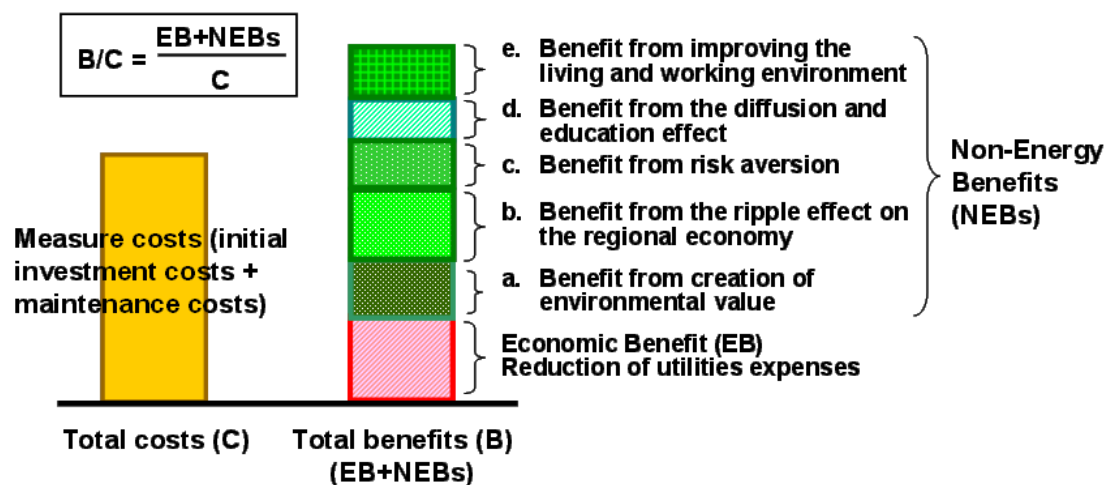 B/C = EB+NEBs
C
e. Benefit from improving the
living and working environment
d. Benefit from the diffusion and
education effect
c. Benefit from risk aversion
b. Benefit from the ripple effect on
the regional economy
a. Benefit from creation of
environmental value
Economic Benefit (EB)
Reduction of utilities expenses
Non-Energy
Benefits
(NEBs)
Measure costs (initial
investment costs +
maintenance costs)
Total costs (C)
Total benefits (B)
(EB+NEBs)